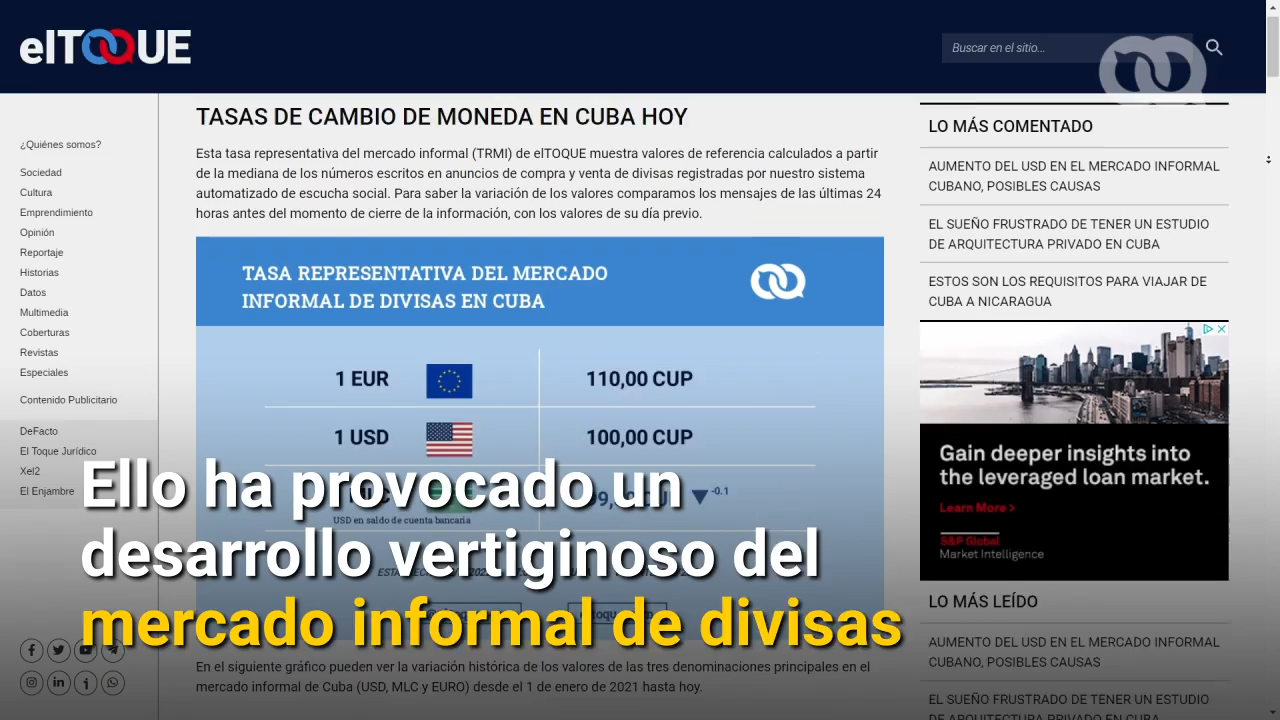 elTOQUE
Buscar en el sitio...
¿Quiénes somos?
Sociedad
Cultura
Emprendimiento
Opinión
Reportaje
Historias
Datos
Multimedia
Coberturas
Revistas
Especiales
Contenido Publicitario
DeFacto
El Toque Jurídico
Xel2
El Enjambre
TASAS DE CAMBIO DE MONEDA EN CUBA HOY
Esta tasa representativa del mercado informal (TRMI) de elTOQUE muestra valores de referencia calculados a partir
de la mediana de los números escritos en anuncios de compra y venta de divisas registradas por nuestro sistema
automatizado de escucha social. Para saber la variación de los valores comparamos los mensajes de las últimas 24
horas antes del momento de cierre de la información, con los valores de su día previo.
TASA REPRESENTATIVA DEL MERCADO
INFORMAL DE DIVISAS EN CUBA
1 EUR 110,00 CUP
1 USD 100,00 CUP
-0.1
USD en saldo de cuenta bancaria
Ello ha provocado un
desarrollo vertiginoso del
mercado informal de divisas
En el siguiente gráfico pueden ver la variación histórica de los valores de las tres denominaciones principales en el
mercado informal de Cuba (USD, MLC y EURO) desde el 1 de enero de 2021 hasta hoy.
LO MÁS COMENTADO
AUMENTO DEL USD EN EL MERCADO INFORMAL
CUBANO, POSIBLES CAUSAS
EL SUEÑO FRUSTRADO DE TENER UN ESTUDIO
DE ARQUITECTURA PRIVADO EN CUBA
ESTOS SON LOS REQUISITOS PARA VIAJAR DE
CUBA A NICARAGUA
Gain deeper insights into
the leveraged loan market.
Learn More >
S&P Global
Market Intelligence
LO MÁS LEÍDO
AUMENTO DEL USD EN EL MERCADO INFORMAL
CUBANO, POSIBLES CAUSAS
EL SUEÑO FRUSTRADO DE TENER UN ESTUDIO
DE ARQUITECTURA PRIVADO EN CUBA